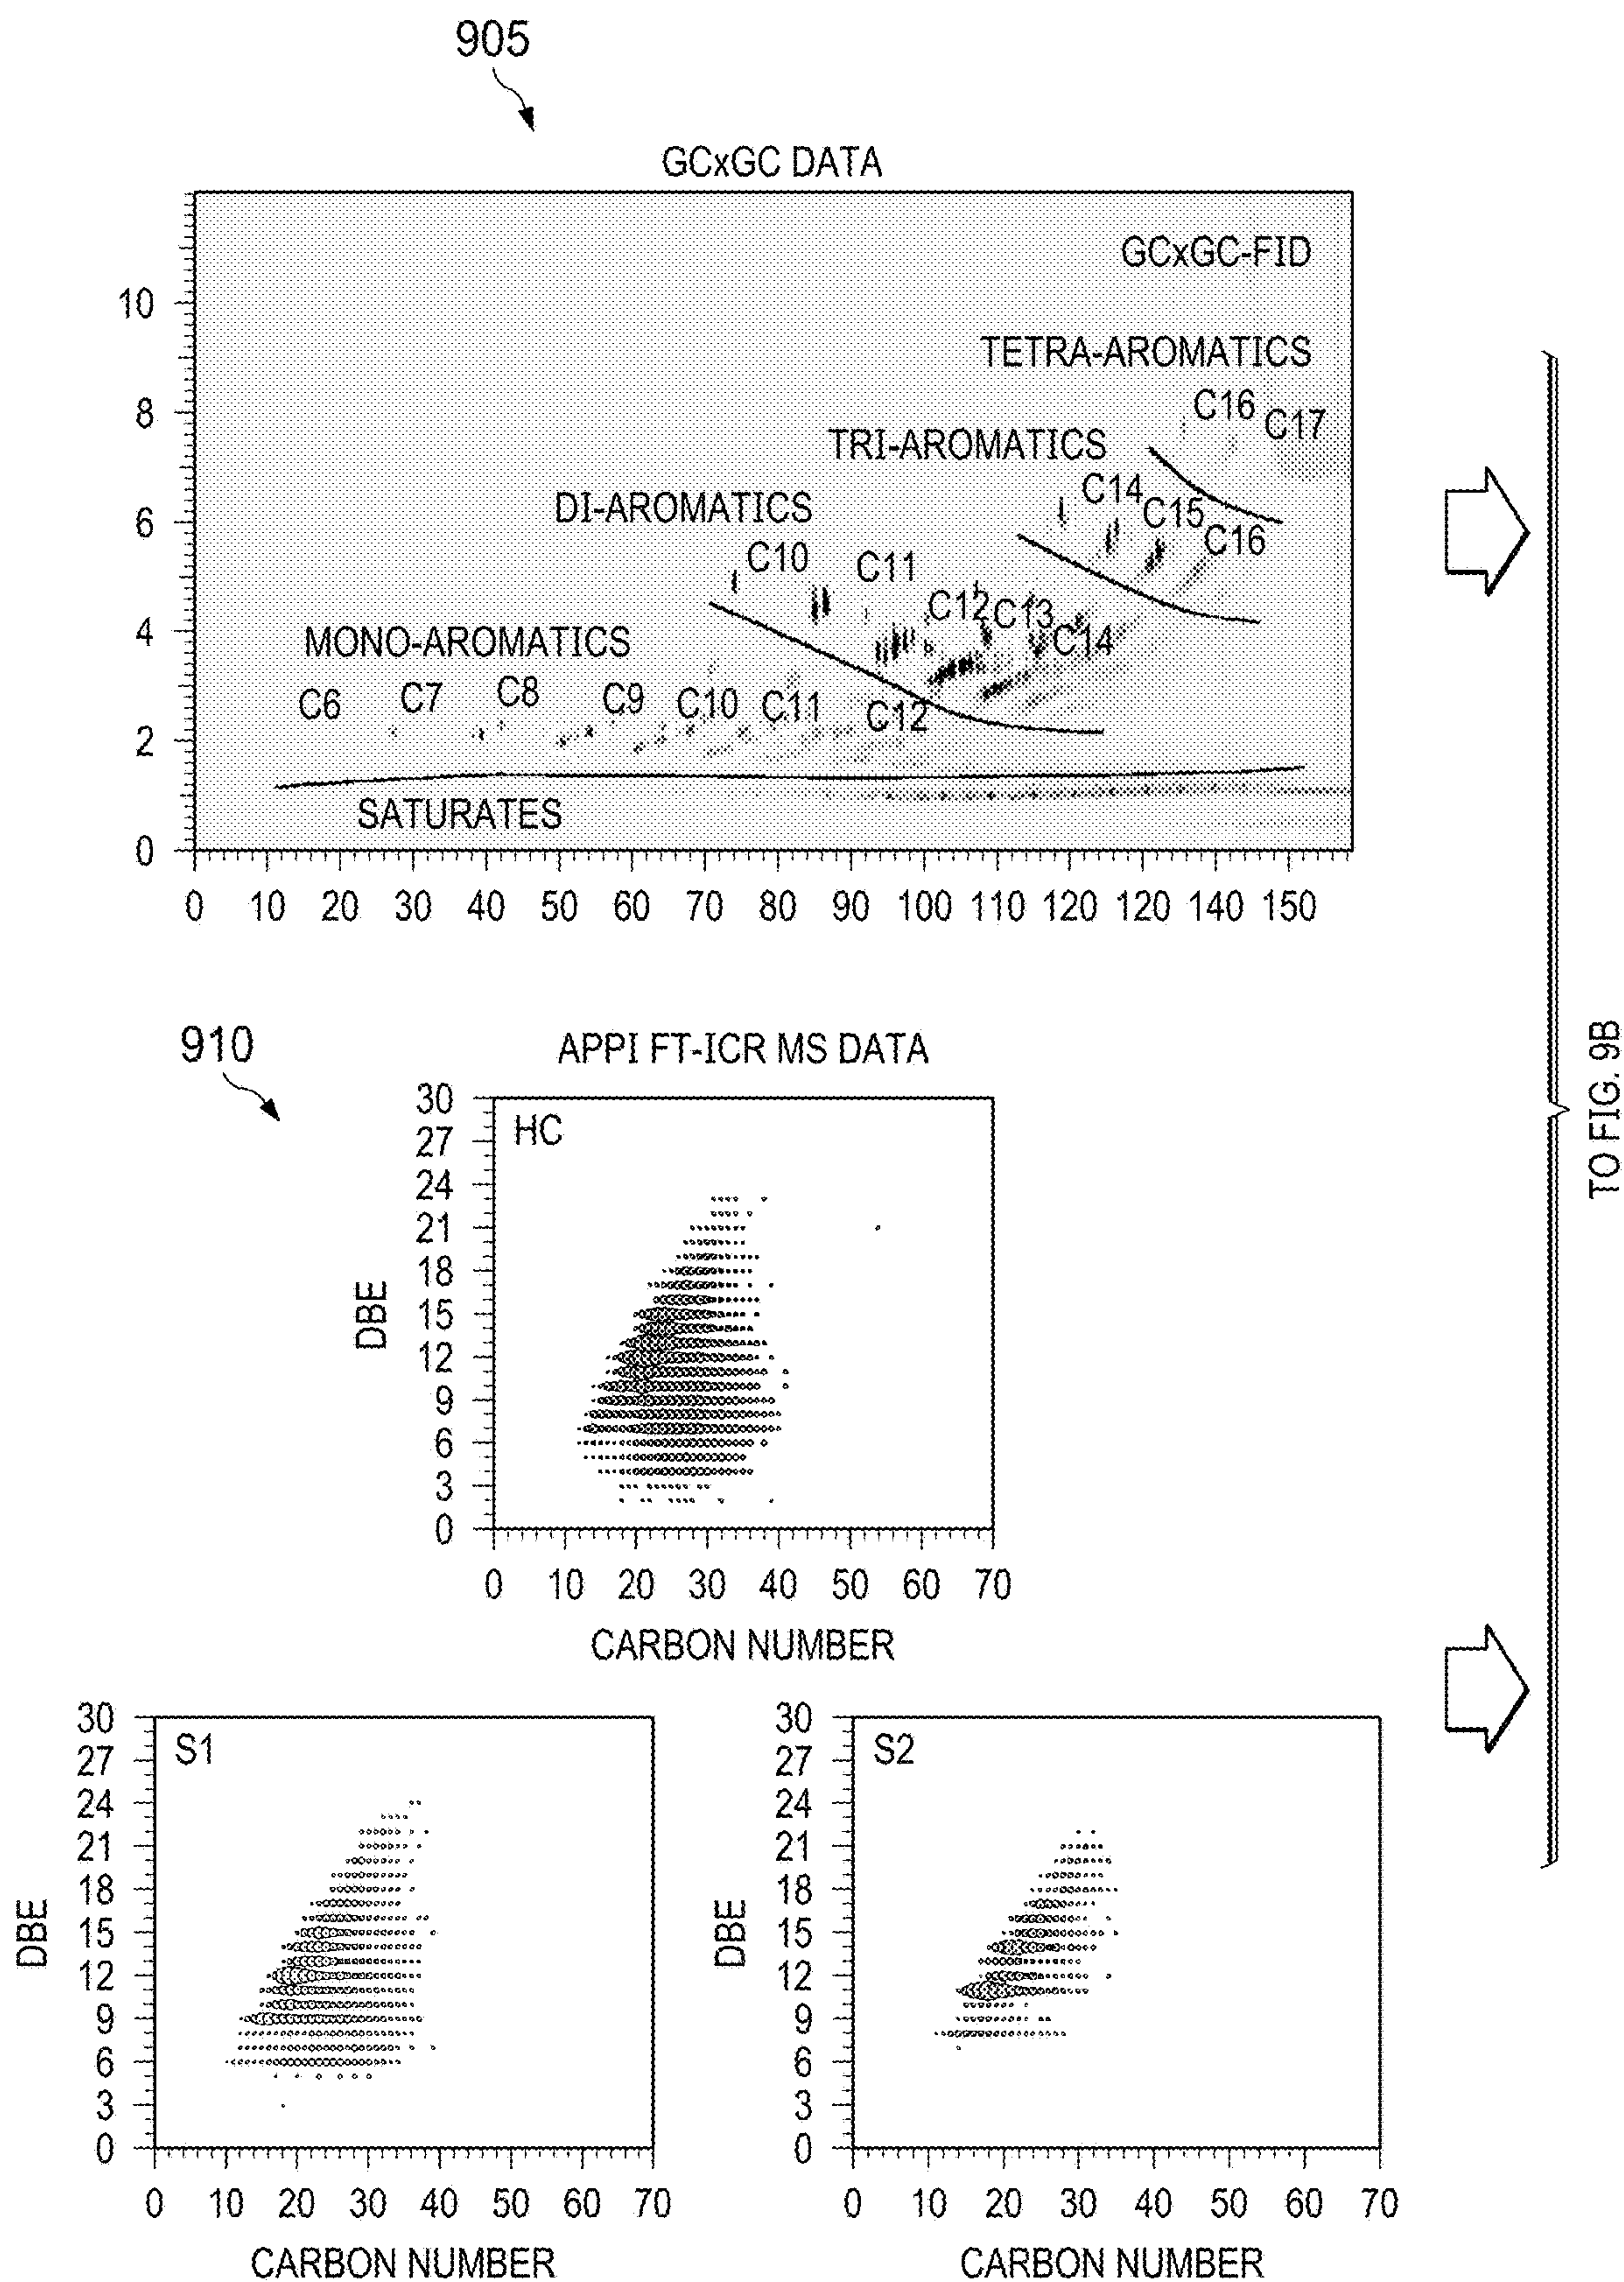 905
GCxGC DATA
GCxGC-FID
10
TETRA-AROMATICS
8
C16
C17
TRI-AROMATICS
C14
C15
C16
6
DI-AROMATICS
C10
C11
C12
C13
C14
4
MONO-AROMATICS
C6 C7 C8 C9 C10 C11 C12
2
SATURATES
0
0 10 20 30 40 50 60 70 80 90 100 110 120 120 140 150
910
APPI FT-ICR MS DATA
HC
30
27
24
21
18
15
12
9
6
3
0
DBE
0 10 20 30 40 50 60 70
CARBON NUMBER
S1
30
27
24
21
18
15
12
9
6
3
0
DBE
0 10 20 30 40 50 60 70
CARBON NUMBER
S2
30
27
24
21
18
15
12
9
6
3
0
DBE
0 10 20 30 40 50 60 70
CARBON NUMBER
TO FIG. 9B